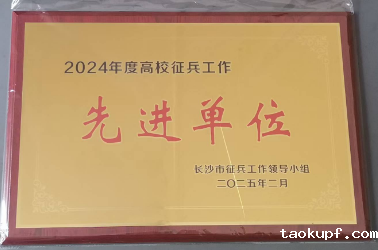 2024年度高校征兵工作
先进单位
长沙市征兵工作领导小组
二〇二五年二月
taokupf.com